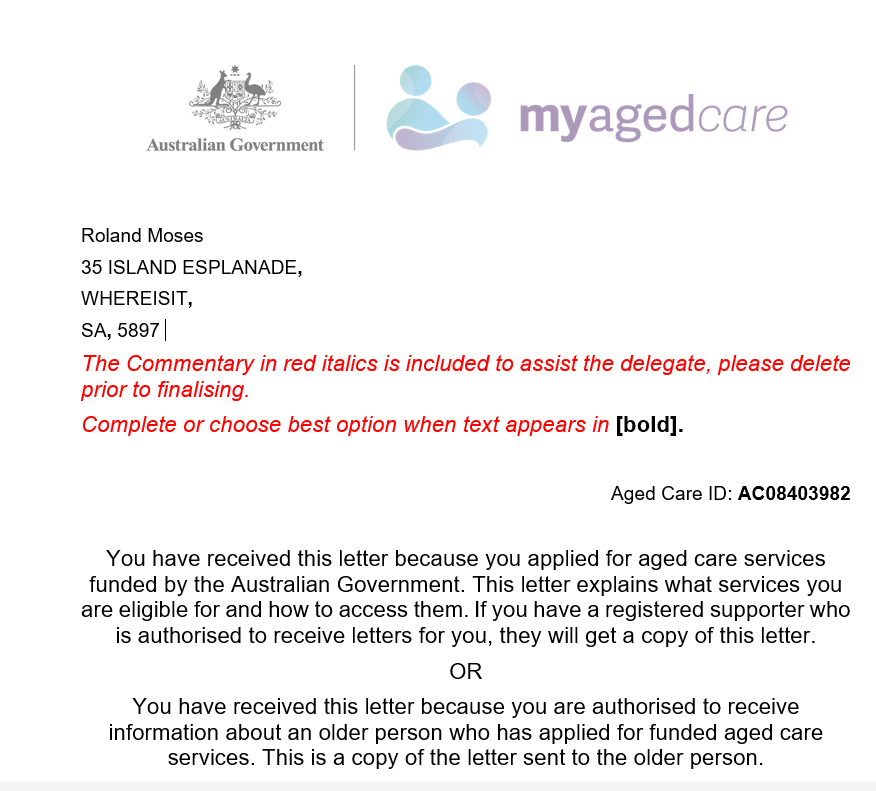 Australian Government
myagedcare
Roland Moses
35 ISLAND ESPLANADE,
WHEREISIT,
SA, 5897
The Commentary in red italics is included to assist the delegate, please delete
prior to finalising.
Complete or choose best option when text appears in [bold].
Aged Care ID: AC08403982
You have received this letter because you applied for aged care services
funded by the Australian Government. This letter explains what services you
are eligible for and how to access them. If you have a registered supporter who
is authorised to receive letters for you, they will get a copy of this letter.
OR
You have received this letter because you are authorised to receive
information about an older person who has applied for funded aged care
services. This is a copy of the letter sent to the older person.